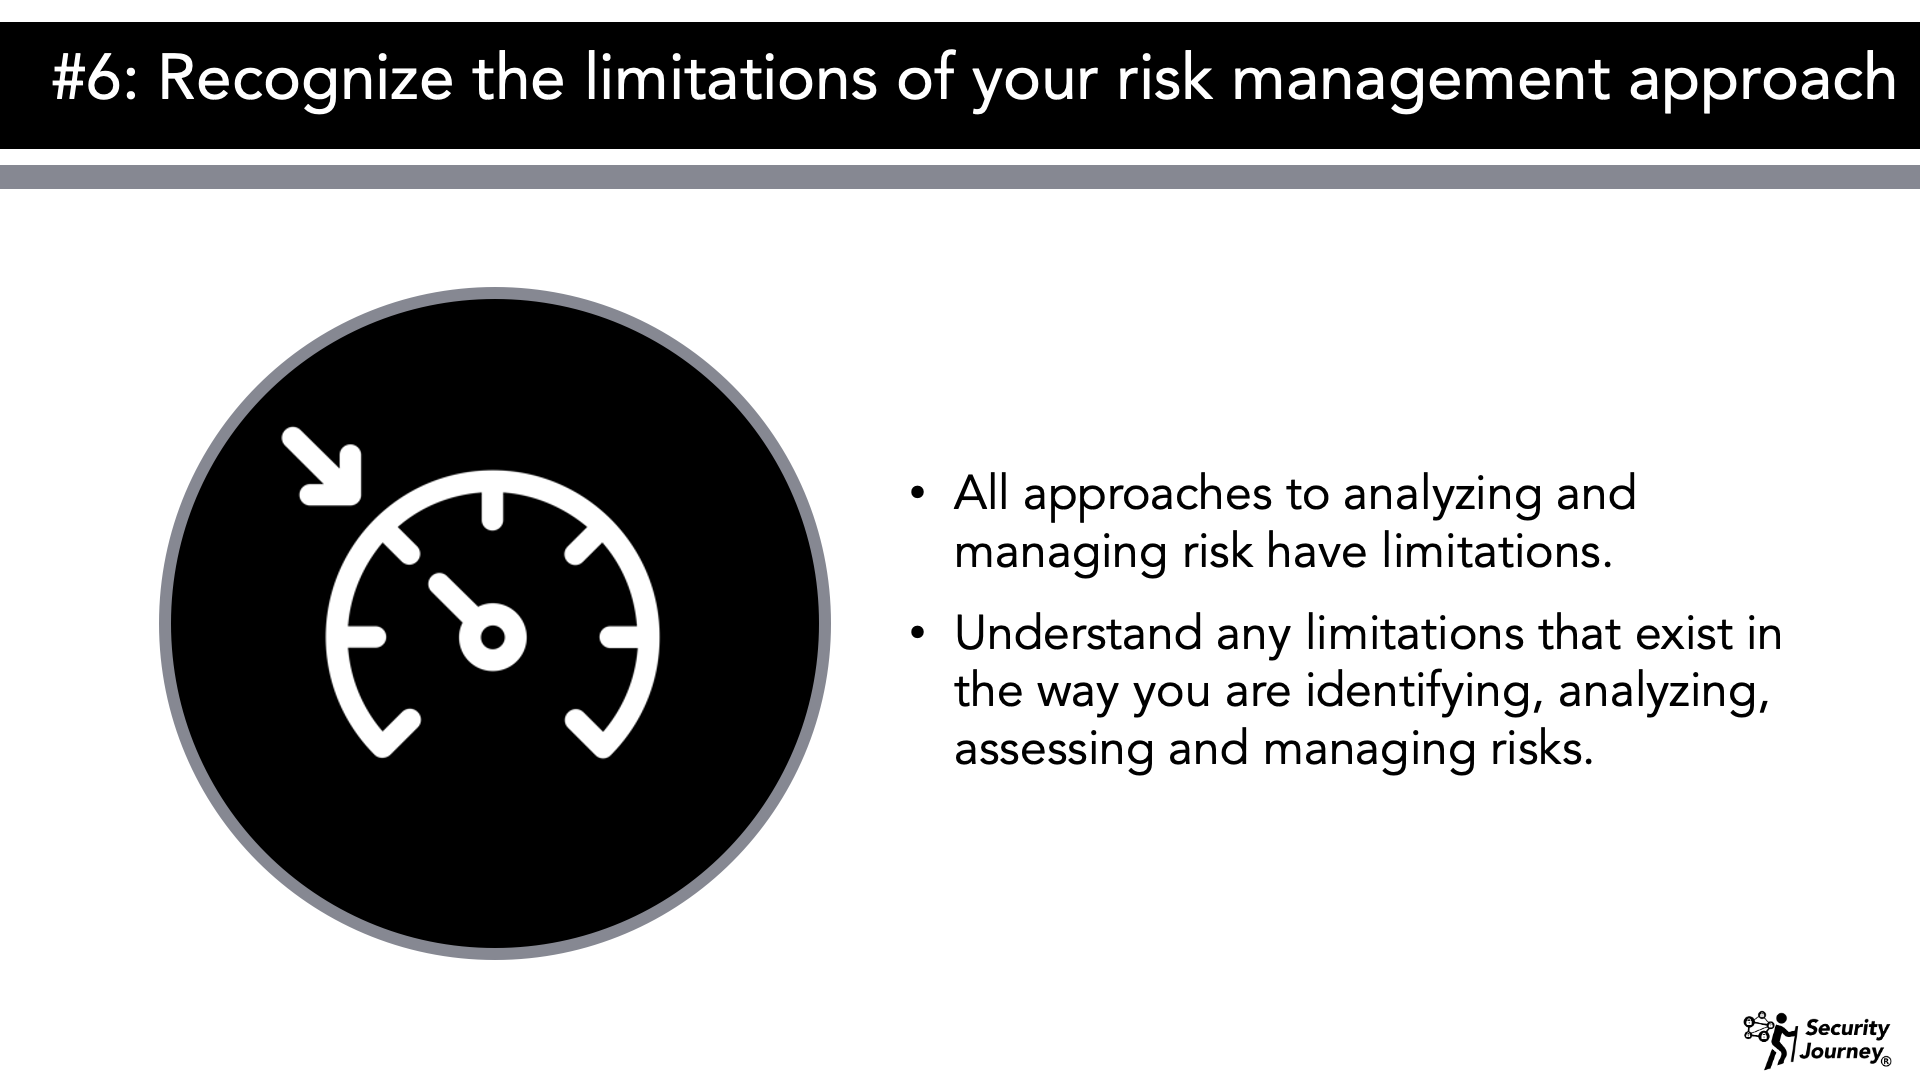 #6: Recognize the limitations of your risk management approach
• All approaches to analyzing and
managing risk have limitations.
• Understand any limitations that exist in
the way you are identifying, analyzing,
assessing and managing risks.
Security
Journey®